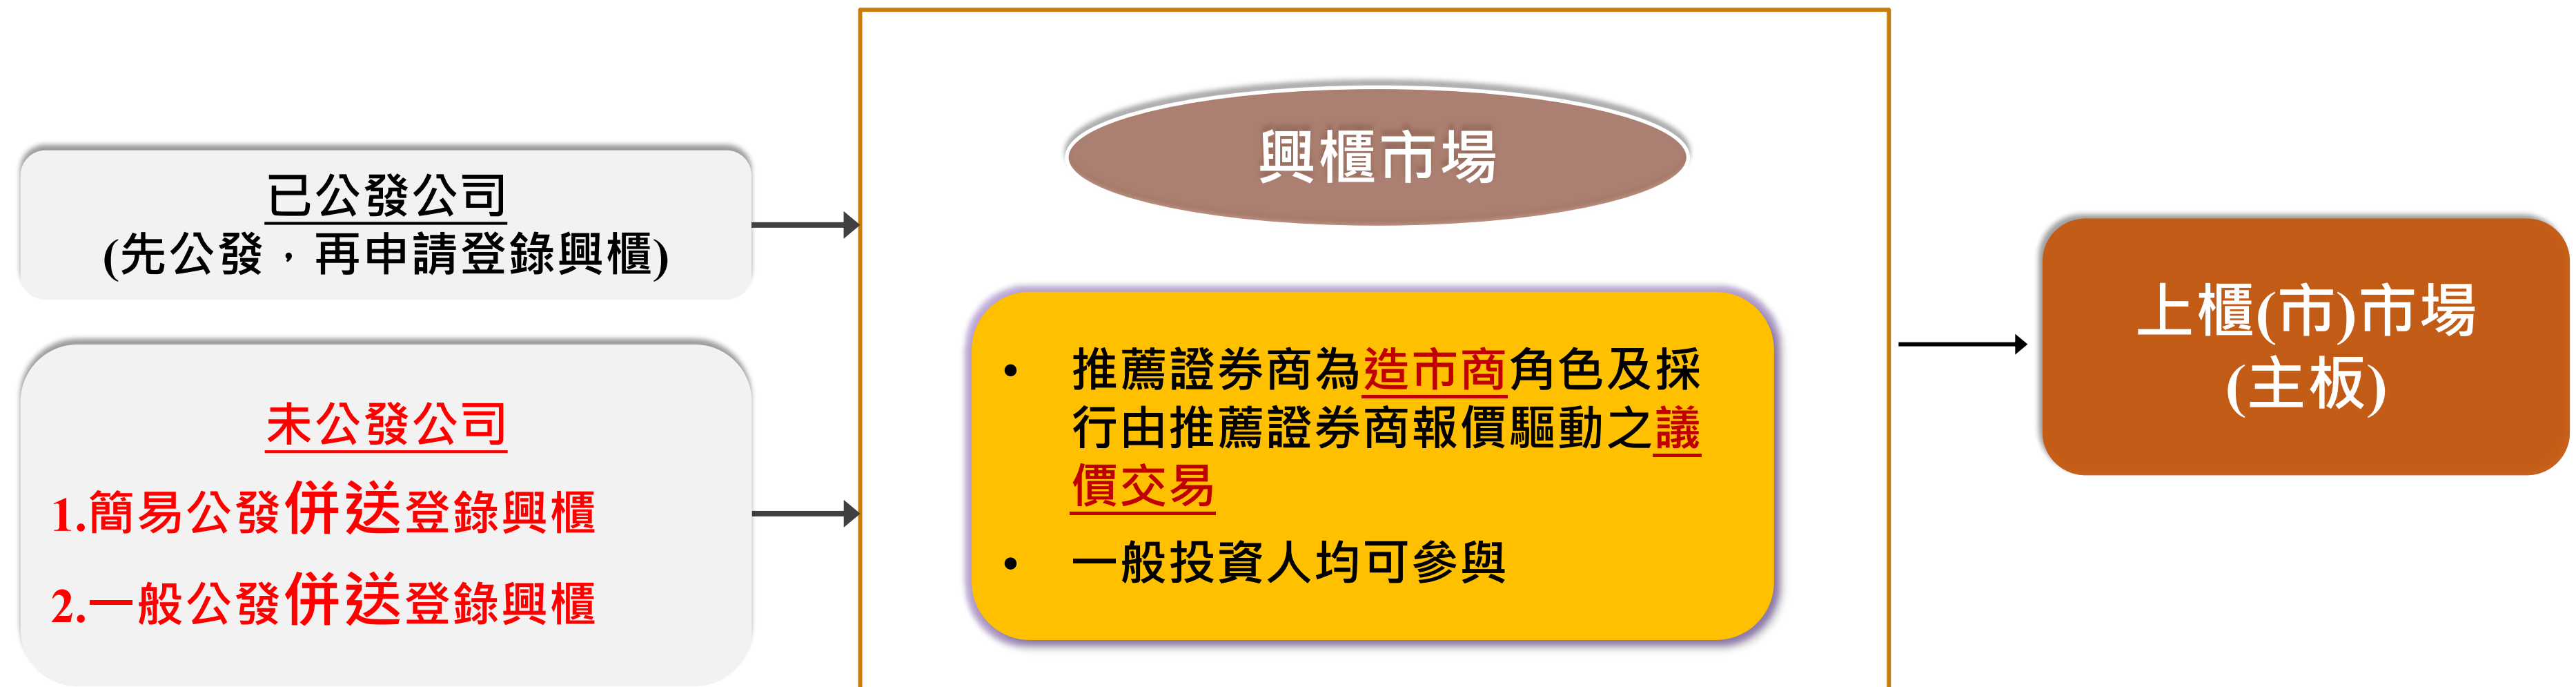 已公發公司
(先公發，再申請登錄興櫃)
未公發公司
1.簡易公發併送登錄興櫃
2.一般公發併送登錄興櫃
興櫃市場
• 推薦證券商為造市商角色及採
行由推薦證券商報價驅動之議
價交易
• 一般投資人均可參與
上櫃(市)市場
(主板)